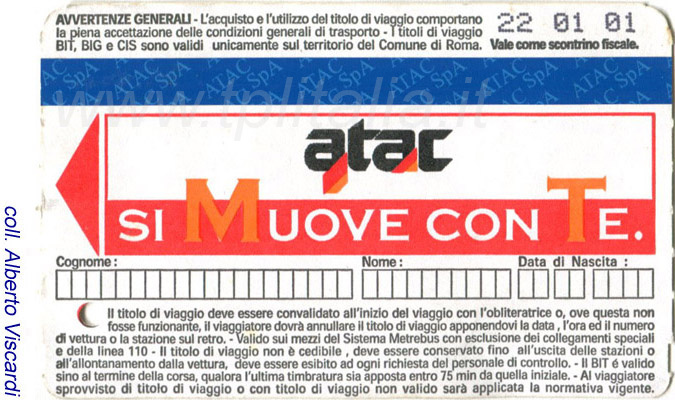 AVVERTENZE GENERALI - L'acquisto e l'utilizzo del titolo di viaggio comportano
la piena accettazione delle condizioni generali di trasporto - I titoli di viaggio
BIT, BIG e CIS sono validi unicamente sul territorio del Comune di Roma.
22 01 01
Vale come scontrino fiscale.
ATAC SpA
www.tplitalia.it
atac
SI MUOVE CON TE.
Cognome :
Nome :
Data di Nascita :
Il titolo di viaggio deve essere convalidato all'inizio del viaggio con l'obliteratrice o, ove questa non
fosse funzionante, il viaggiatore dovrà annullare il titolo di viaggio apponendovi la data , l'ora ed il numero
di vettura o la stazione sul retro. - Valido sui mezzi del Sistema Metrebus con esclusione dei collegamenti speciali
e della linea 110 - Il titolo di viaggio non è cedibile , deve essere conservato fino all'uscita delle stazioni o
all'allontanamento dalla vettura, deve essere esibito ad ogni richiesta del personale di controllo. - Il BIT é valido
sino al termine della corsa, qualora l'ultima timbratura sia apposta entro 75 min da quella iniziale. - Al viaggiatore
sprovvisto di titolo di viaggio o con titolo di viaggio non valido sarà applicata la normativa vigente.
coll. Alberto Viscardi